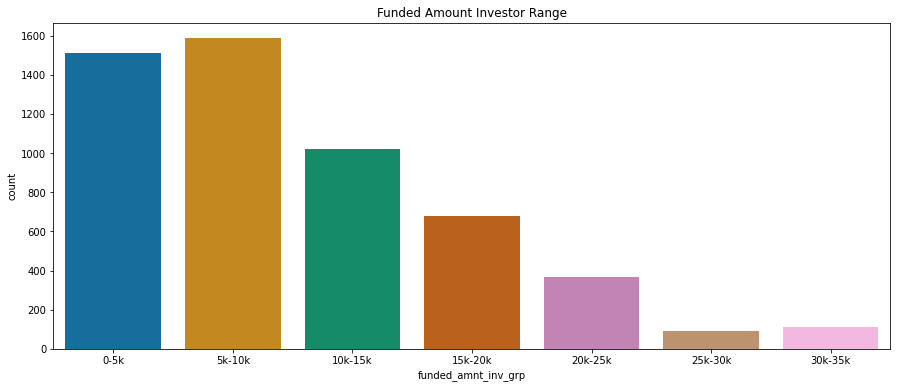 Funded Amount Investor Range
1600
1400
1200
1000
800
600
400
200
0
count
0-5k 5k-10k 10k-15k 15k-20k 20k-25k 25k-30k 30k-35k
funded_amnt_inv_grp